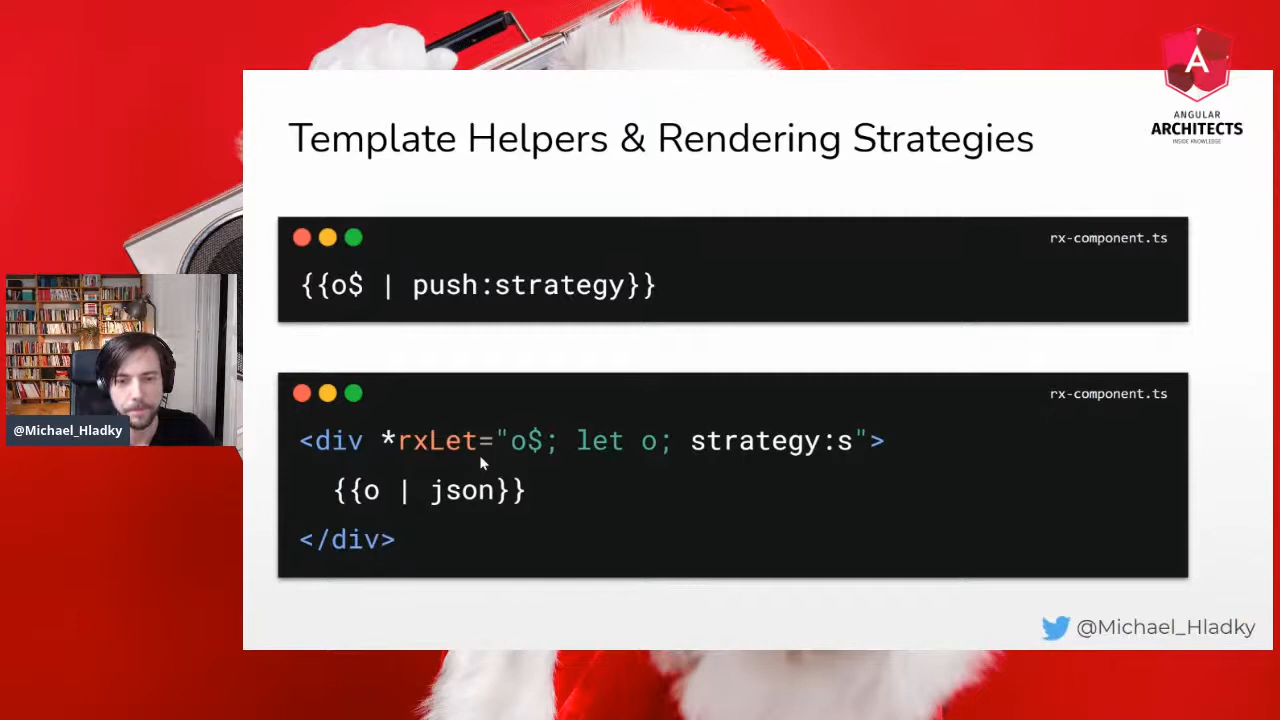 Template Helpers & Rendering Strategies
A
ANGULAR
ARCHITECTS
INSIDE KNOWLEDGE
rx-component.ts
{{o$ | push:strategy}}
rx-component.ts
<div *rxLet="o$; let o; strategy:s">
{{o | json}}
</div>
@Michael_Hladky
@Michael_Hladky